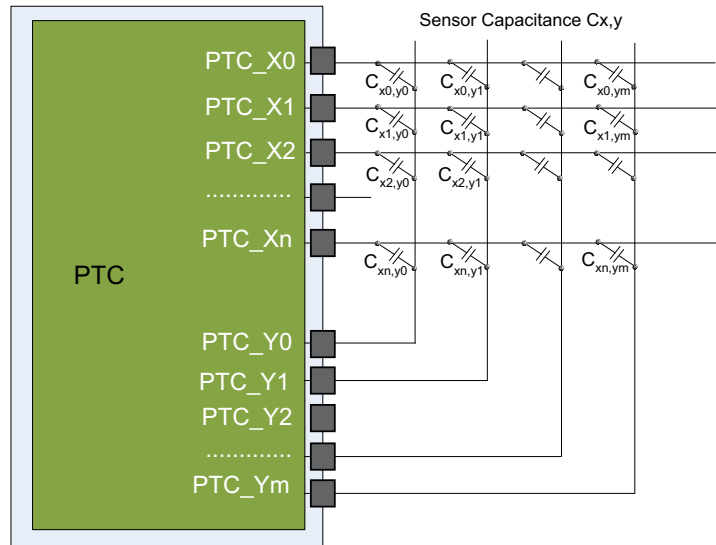 Sensor Capacitance Cx,y
PTC_X0
Cx0,y0
Cx0,y1
Cx0,ym
PTC_X1
Cx1,y0
Cx1,y1
Cx1,ym
PTC_X2
Cx2,y0
Cx2,y1
.............
PTC_Xn
Cxn,y0
Cxn,y1
Cxn,ym
PTC
PTC_Y0
PTC_Y1
PTC_Y2
.............
PTC_Ym